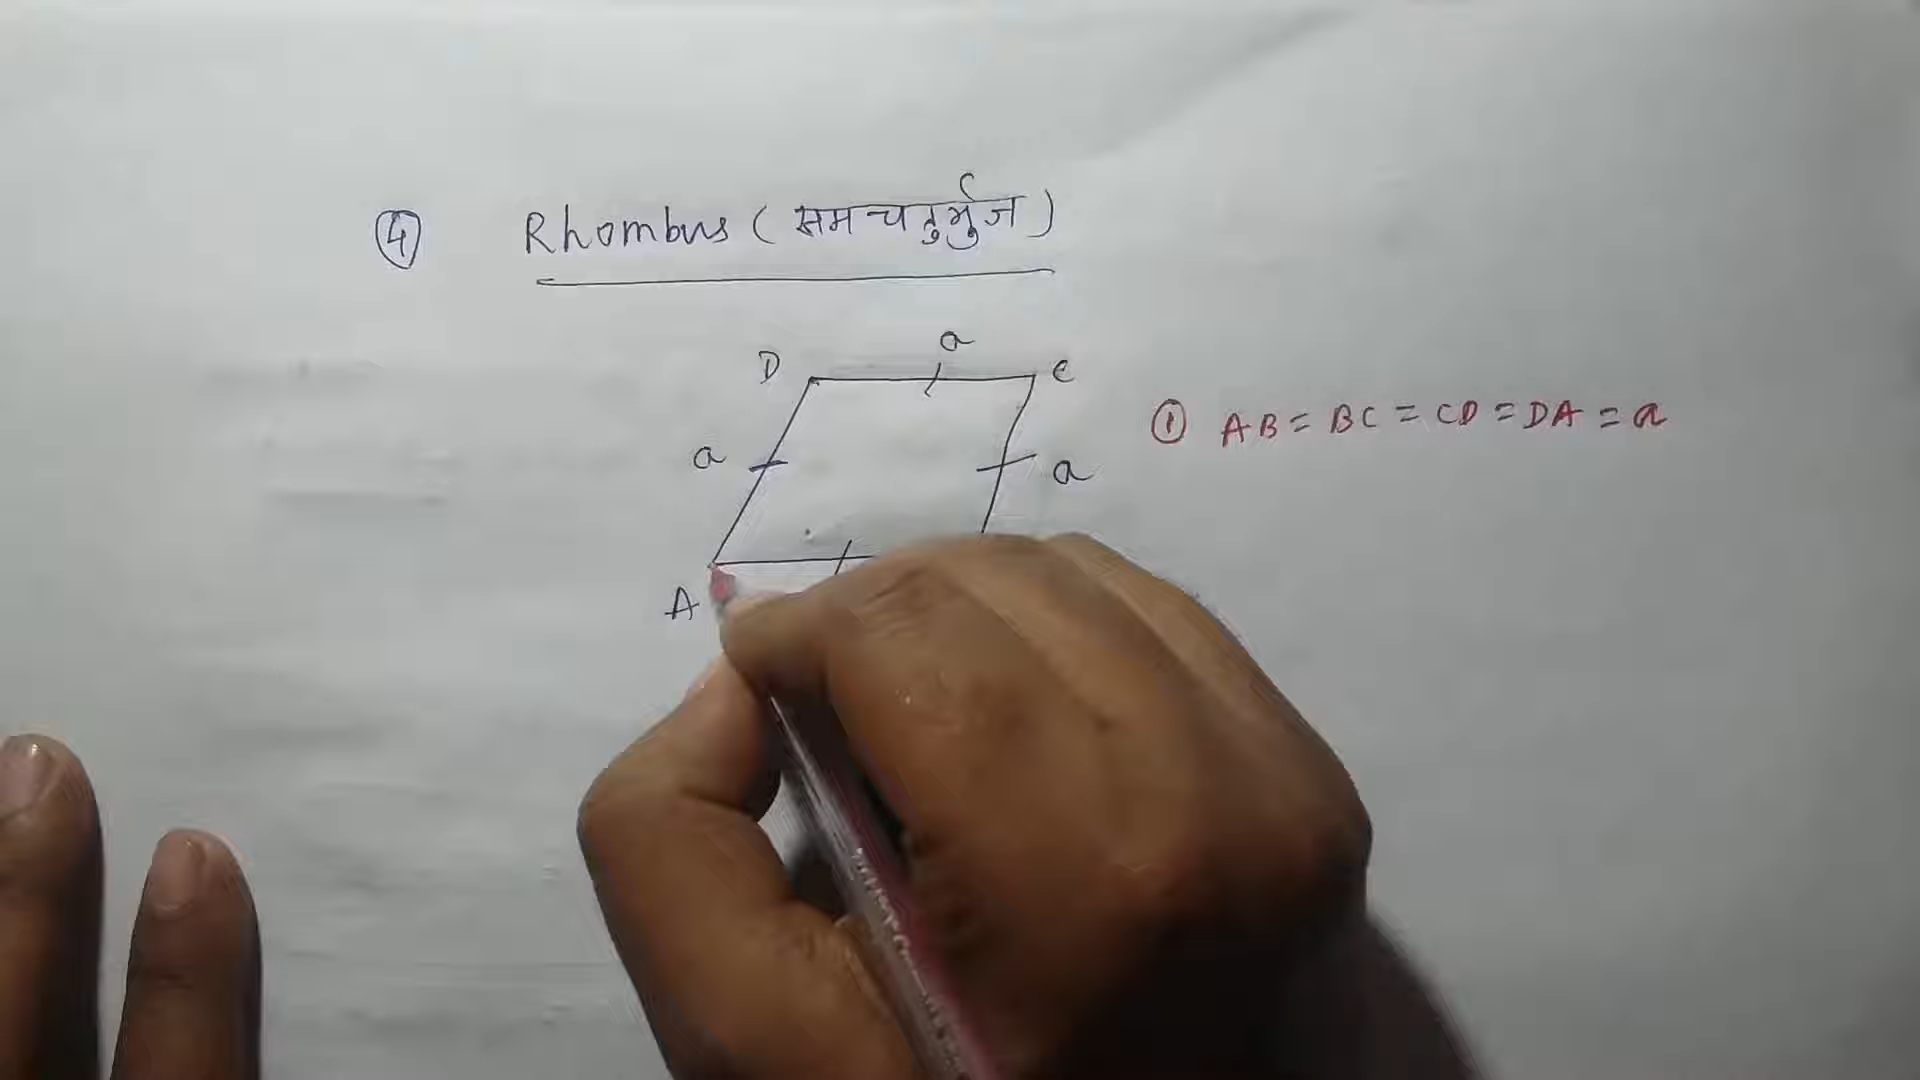 ④ Rhombus (समचतुर्भुज)
a
D C
① AB = BC = CD = DA = a
a a
A